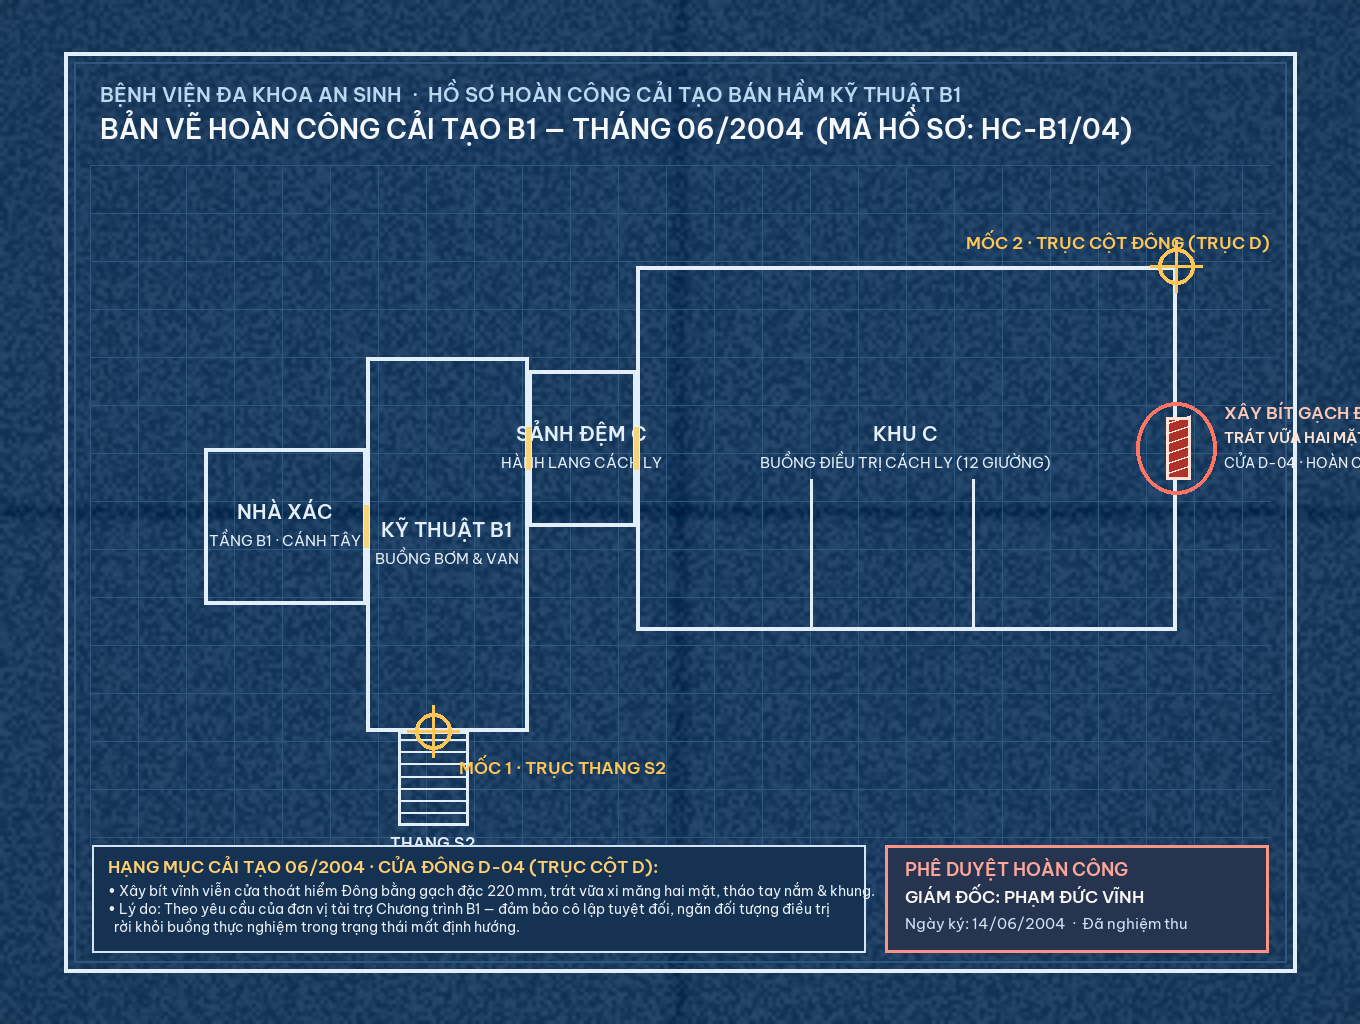 BỆNH VIỆN ĐA KHOA AN SINH · HỒ SƠ HOÀN CÔNG CẢI TẠO BÁN HẦM KỸ THUẬT B1
BẢN VẼ HOÀN CÔNG CẢI TẠO B1 — THÁNG 06/2004 (MÃ HỒ SƠ: HC-B1/04)
MỐC 2 · TRỤC CỘT ĐÔNG (TRỤC D)
XÂY BÍT GẠCH
TRÁT VỮA HAI MẶT
CỬA D-04 · HOÀN
SẢNH ĐỆM C
HÀNH LANG CÁCH LY
KHU C
BUỒNG ĐIỀU TRỊ CÁCH LY (12 GIƯỜNG)
NHÀ XÁC
TẦNG B1 · CÁNH TÂY
KỸ THUẬT B1
BUỒNG BƠM & VAN
MỐC 1 · TRỤC THANG S2
THANG S2
HẠNG MỤC CẢI TẠO 06/2004 · CỬA ĐÔNG D-04 (TRỤC CỘT D):
• Xây bít vĩnh viễn cửa thoát hiểm Đông bằng gạch đặc 220 mm, trát vữa xi măng hai mặt, tháo tay nắm & khung.
• Lý do: Theo yêu cầu của đơn vị tài trợ Chương trình B1 — đảm bảo cô lập tuyệt đối, ngăn đối tượng điều trị
rời khỏi buồng thực nghiệm trong trạng thái mất định hướng.
PHÊ DUYỆT HOÀN CÔNG
GIÁM ĐỐC: PHẠM ĐỨC VĨNH
Ngày ký: 14/06/2004 · Đã nghiệm thu